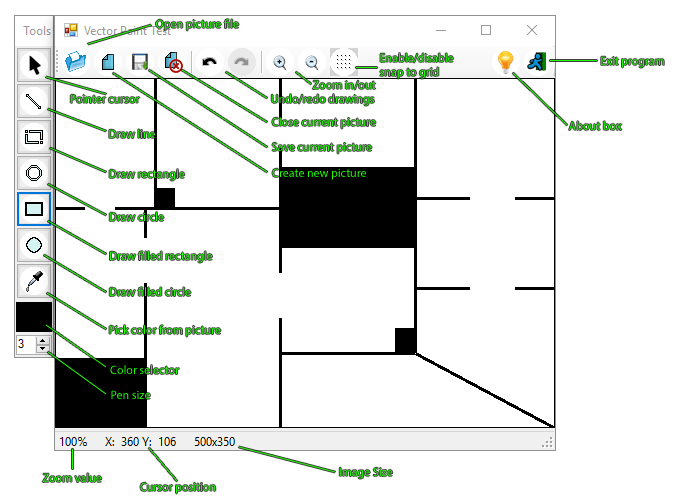 Open picture file
Tools
Vector Paint Test
Enable/disable
snap to grid
Exit program
Zoom in/out
Pointer cursor
Undo/redo drawings
Close current picture
About box
Draw line
Save current picture
Draw rectangle
Create new picture
Draw circle
Draw filled rectangle
Draw filled circle
Pick color from picture
3
Color selector
Pen size
100%
X: 360 Y: 106
500x350
Zoom value
Cursor position
Image Size